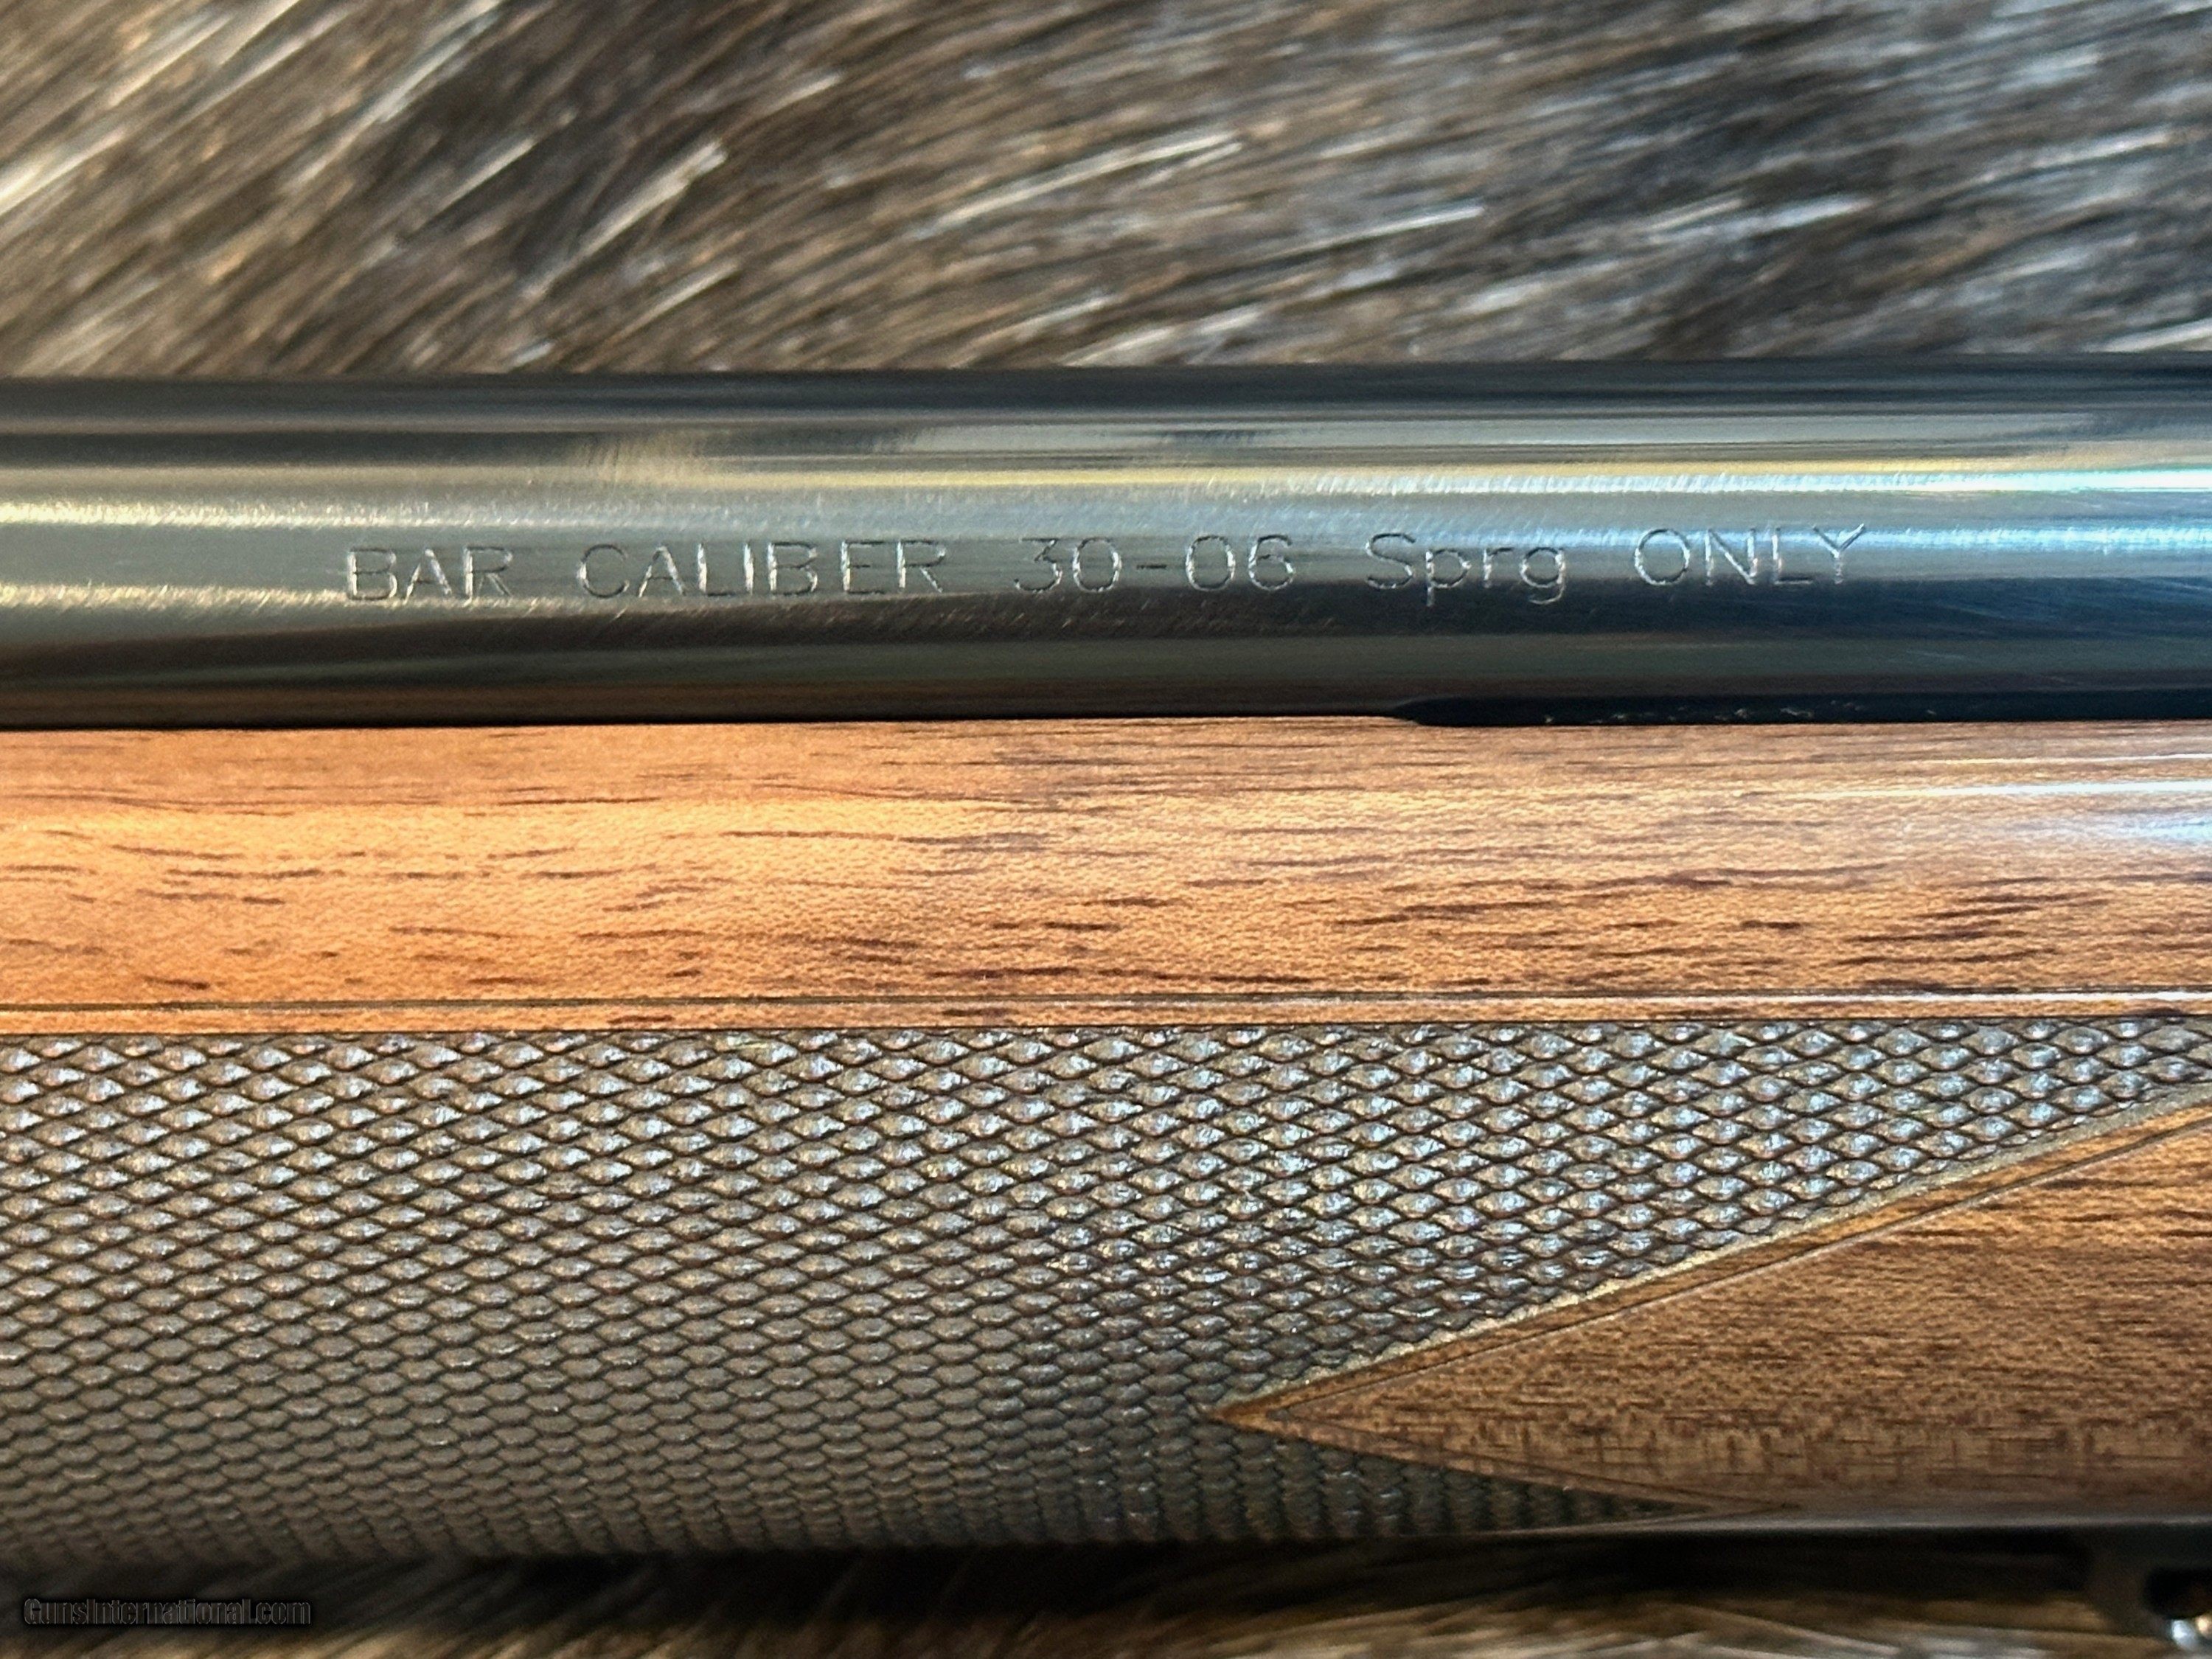 BAR CALIBER 30-06 Sprg ONLY
GunsInternational.com